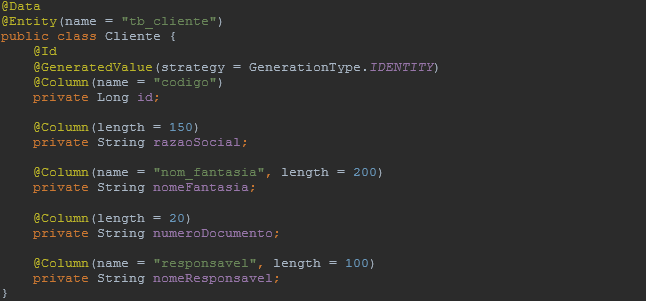 @Data
@Entity(name = "tb_cliente")
public class Cliente {
@Id
@GeneratedValue(strategy = GenerationType.IDENTITY)
@Column(name = "codigo")
private Long id;
@Column(length = 150)
private String razaoSocial;
@Column(name = "nom_fantasia", length = 200)
private String nomeFantasia;
@Column(length = 20)
private String numeroDocumento;
@Column(name = "responsavel", length = 100)
private String nomeResponsavel;
}